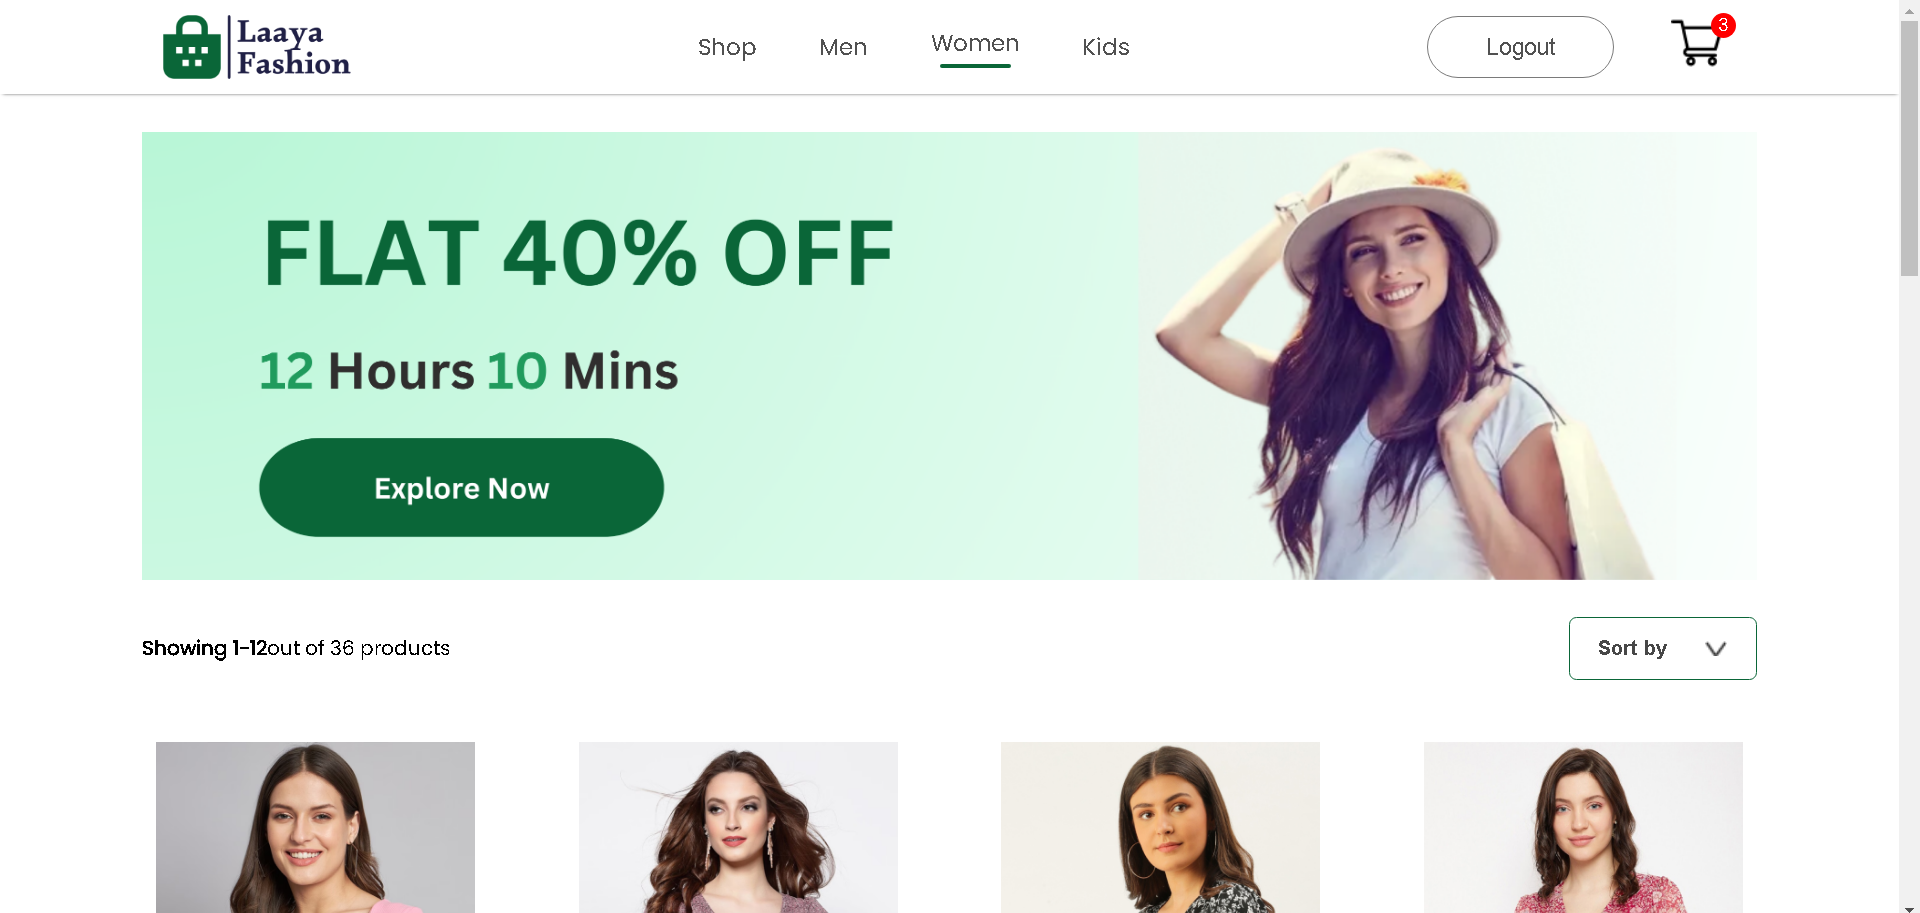 Laaya
Fashion
Shop
Men
Women
Kids
Logout
3
FLAT 40% OFF
12 Hours 10 Mins
Explore Now
Showing 1-12out of 36 products
Sort by